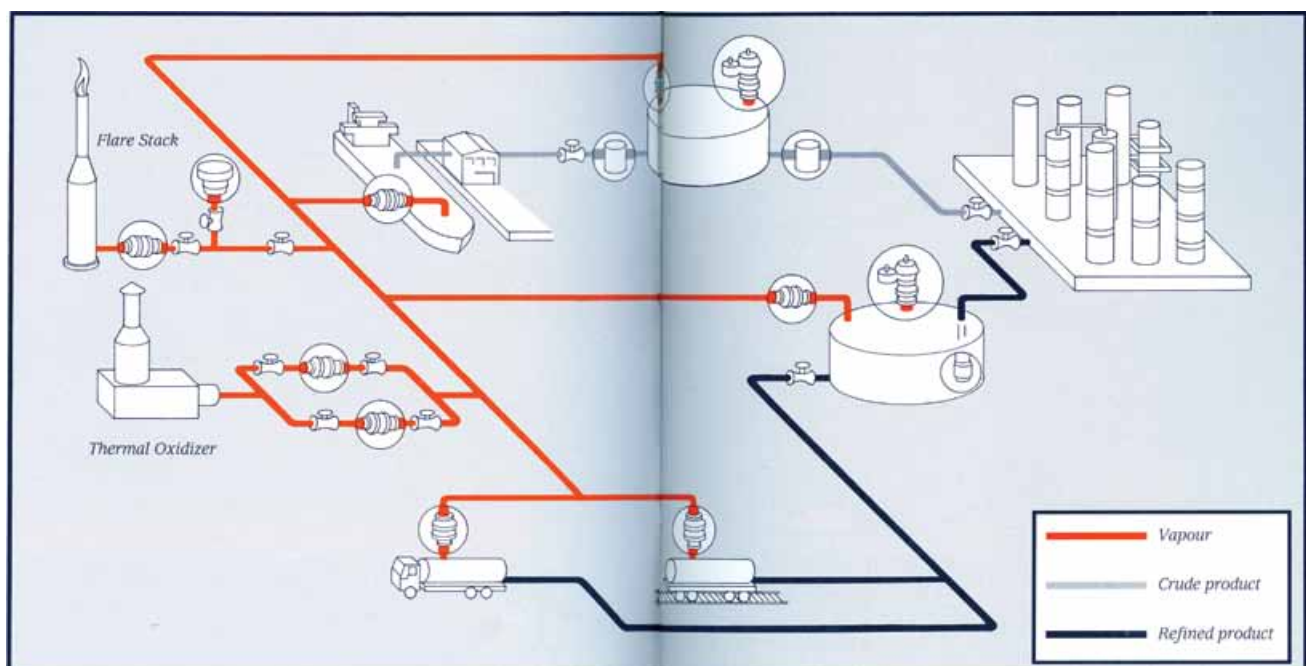 Flare Stack
Thermal Oxidizer
Vapour
Crude product
Refined product